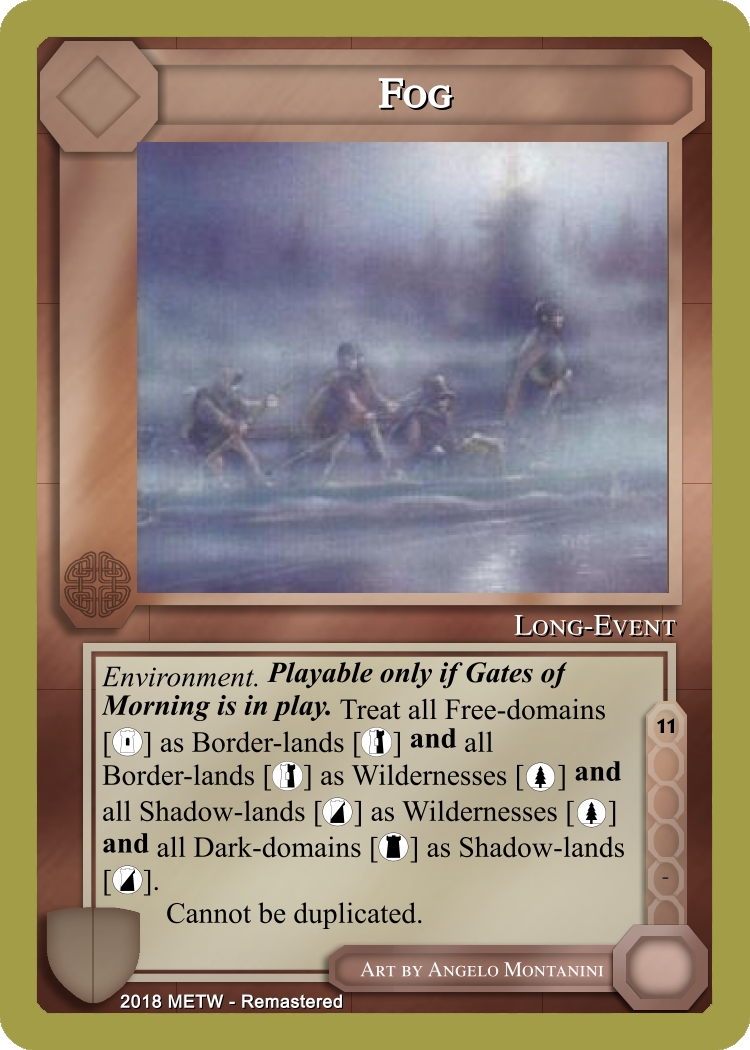 Fog
Long-Event
Environment. Playable only if Gates of
Morning is in play. Treat all Free-domains
[ ] as Border-lands [ ] and all
Border-lands [ ] as Wildernesses [ ] and
all Shadow-lands [ ] as Wildernesses [ ]
and all Dark-domains [ ] as Shadow-lands
[ ].
Cannot be duplicated.
11
-
Art by Angelo Montanini
2018 METW - Remastered